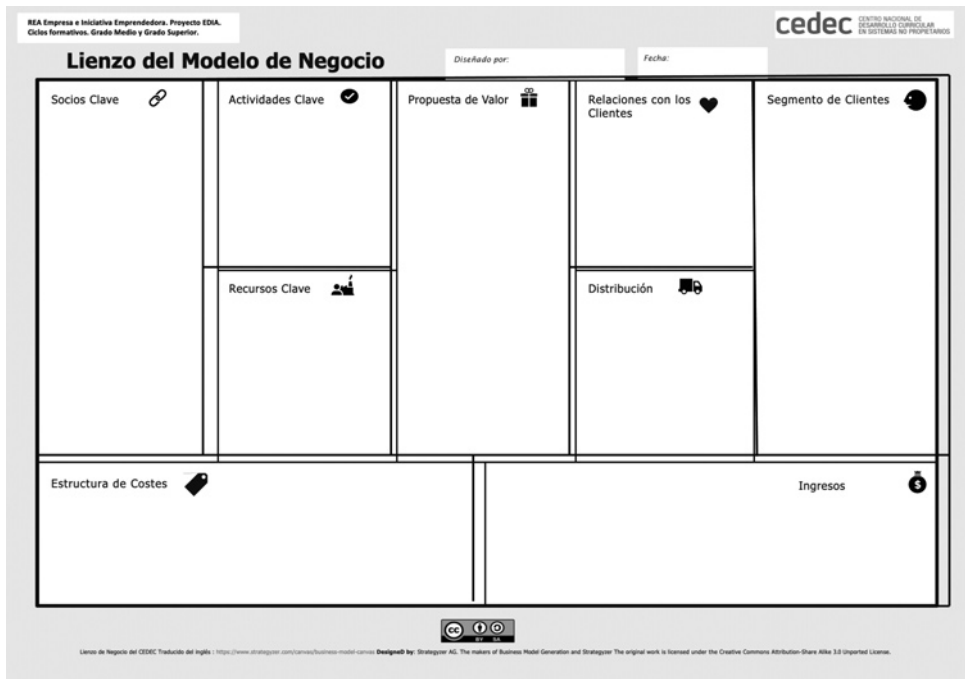 REA Empresa e Iniciativa Emprendedora. Proyecto EDIA.
Ciclos formativos. Grado Medio y Grado Superior.
cedec
CENTRO NACIONAL DE
DESARROLLO CURRICULAR
EN SISTEMAS NO PROPIETARIOS
Lienzo del Modelo de Negocio
Diseñado por:
Fecha:
Socios Clave
Actividades Clave
Propuesta de Valor
Relaciones con los
Clientes
Segmento de Clientes
Recursos Clave
Distribución
Estructura de Costes
Ingresos
$
cc
BY SA
Lienzo de Negocio del CEDEC Traducido del Inglés : https://www.strategyzer.com/canvas/business-model-canvas DesigneD by: Strategyzer AG. The makers of Business Model Generation and Strategyzer The original work is licensed under the Creative Commons Attribution-Share Alike 3.0 Unported License.